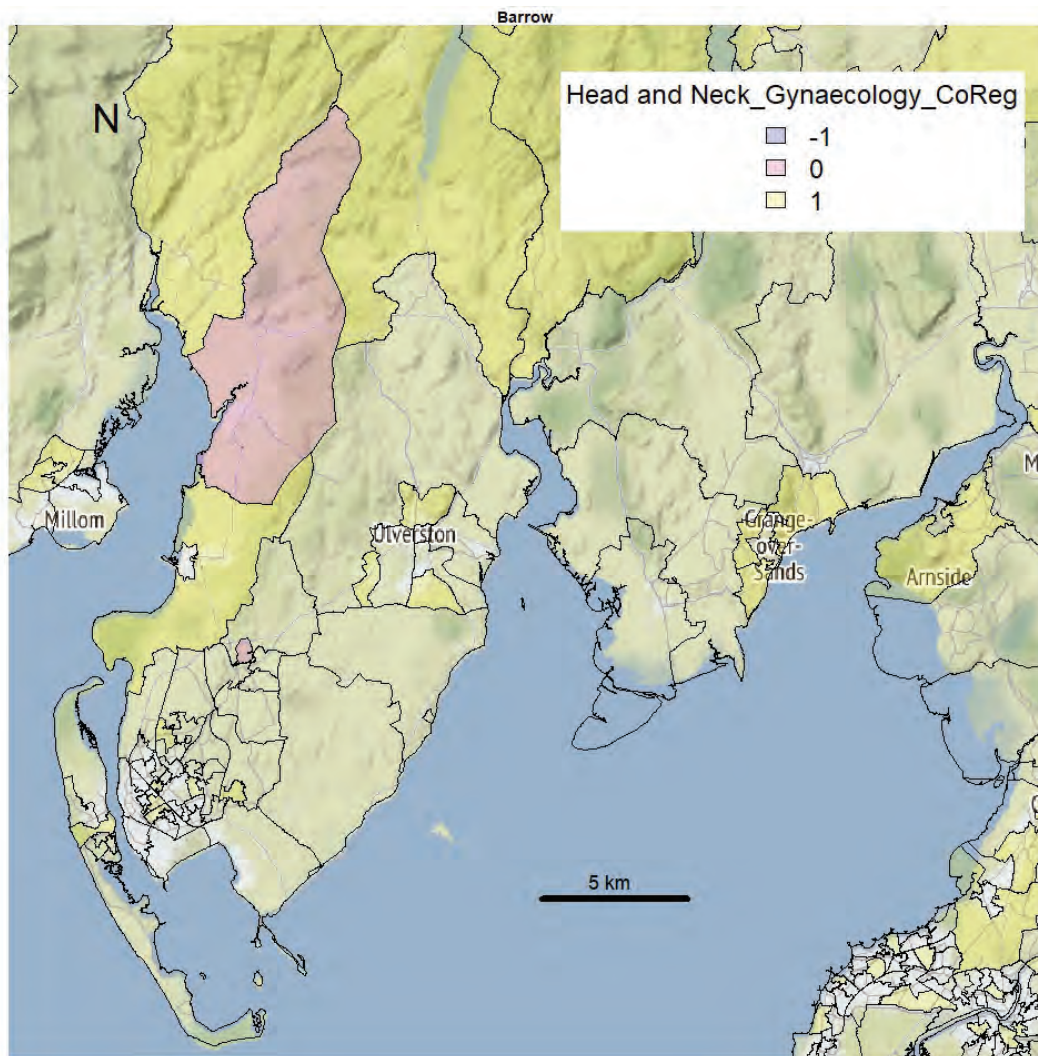 Barrow
N
Head and Neck_Gynaecology_CoReg
-1
0
1
Millom
Ulverston
Grange-
over-
Sands
Arnside
M
5 km